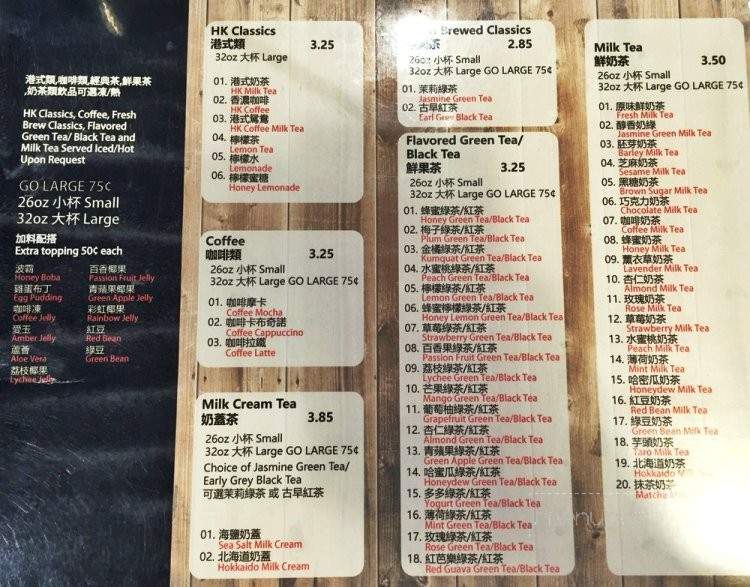 港式類,咖啡類,經典茶,鮮果茶
,奶茶類飲品可選凍/熱
HK Classics, Coffee, Fresh
Brew Classics, Flavored
Green Tea/ Black Tea and
Milk Tea Served Iced/Hot
Upon Request
GO LARGE 75¢
26oz 小杯 Small
32oz 大杯 Large
加料配搭
Extra topping 50¢ each
波霸
Honey Boba
雞蛋布丁
Egg Pudding
咖啡凍
Coffee Jelly
愛玉
Amber Jelly
蘆薈
Aloe Vera
荔枝椰果
Lychee Jelly
百香椰果
Passion Fruit Jelly
青蘋果椰果
Green Apple Jelly
彩虹椰果
Rainbow Jelly
紅豆
Red Bean
綠豆
Green Bean
HK Classics
港式類 3.25
32oz 大杯 Large
01. 港式奶茶
HK Milk Tea
02. 香濃咖啡
HK Coffee
03. 港式鴛鴦
HK Coffee Milk Tea
04. 檸檬茶
Lemon Tea
05. 檸檬水
Lemonade
06. 檸檬蜜糖
Honey Lemonade
Coffee
咖啡類 3.25
26oz 小杯 Small
32oz 大杯 Large GO LARGE 75¢
01. 咖啡摩卡
Coffee Mocha
02. 咖啡卡布奇諾
Coffee Cappuccino
03. 咖啡拉鐵
Coffee Latte
Milk Cream Tea
奶蓋茶 3.85
26oz 小杯 Small
32oz 大杯 Large GO LARGE 75¢
Choice of Jasmine Green Tea/
Early Grey Black Tea
可選茉莉綠茶 或 古早紅茶
01. 海鹽奶蓋
Sea Salt Milk Cream
02. 北海道奶蓋
Hokkaido Milk Cream
Brewed Classics
茶 2.85
26oz 小杯 Small
32oz 大杯 Large GO LARGE 75¢
01. 茉莉綠茶
Jasmine Green Tea
02. 古早紅茶
Earl Grey Black Tea
Flavored Green Tea/
Black Tea
鮮果茶 3.25
26oz 小杯 Small
32oz 大杯 Large GO LARGE 75¢
01. 蜂蜜綠茶/紅茶
Honey Green Tea/Black Tea
02. 梅子綠茶/紅茶
Plum Green Tea/Black Tea
03. 金橘綠茶/紅茶
Kumquat Green Tea/Black Tea
04. 水蜜桃綠茶/紅茶
Peach Green Tea/Black Tea
05. 檸檬綠茶/紅茶
Lemon Green Tea/Black Tea
06. 蜂蜜檸檬綠茶/紅茶
Honey Lemon Green Tea/Black Tea
07. 草莓綠茶/紅茶
Strawberry Green Tea/Black Tea
08. 百香果綠茶/紅茶
Passion Fruit Green Tea/Black Tea
09. 荔枝綠茶/紅茶
Lychee Green Tea/Black Tea
10. 芒果綠茶/紅茶
Mango Green Tea/Black Tea
11. 葡萄柚綠茶/紅茶
Grapefruit Green Tea/Black Tea
12. 杏仁綠茶/紅茶
Almond Green Tea/Black Tea
13. 青蘋果綠茶/紅茶
Green Apple Green Tea/Black Tea
14. 哈蜜瓜綠茶/紅茶
Honeydew Green Tea/Black Tea
15. 多多綠茶/紅茶
Yogurt Green Tea/Black Tea
16. 薄荷綠茶/紅茶
Mint Green Tea/Black Tea
17. 玫瑰綠茶/紅茶
Rose Green Tea/Black Tea
18. 紅芭樂綠茶/紅茶
Red Guava Green Tea/Black Tea
Milk Tea
鮮奶茶 3.50
26oz 小杯 Small
32oz 大杯 Large GO LARGE 75¢
01. 原味鮮奶茶
Fresh Milk Tea
02. 醇香奶綠
Jasmine Green Milk Tea
03. 胚芽奶茶
Barley Milk Tea
04. 芝麻奶茶
Sesame Milk Tea
05. 黑糖奶茶
Brown Sugar Milk Tea
06. 巧克力奶茶
Chocolate Milk Tea
07. 咖啡奶茶
Coffee Milk Tea
08. 蜂蜜奶茶
Honey Milk Tea
09. 薰衣草奶茶
Lavender Milk Tea
10. 杏仁奶茶
Almond Milk Tea
11. 玫瑰奶茶
Rose Milk Tea
12. 草莓奶茶
Strawberry Milk Tea
13. 水蜜桃奶茶
Peach Milk Tea
14. 薄荷奶茶
Mint Milk Tea
15. 哈蜜瓜奶茶
Honeydew Milk Tea
16. 紅豆奶茶
Red Bean Milk Tea
17. 綠豆奶茶
Green Bean Milk Tea
18. 芋頭奶茶
Taro Milk Tea
19. 北海道奶茶
Hokkaido Milk Tea
20. 抹茶奶茶
Matcha